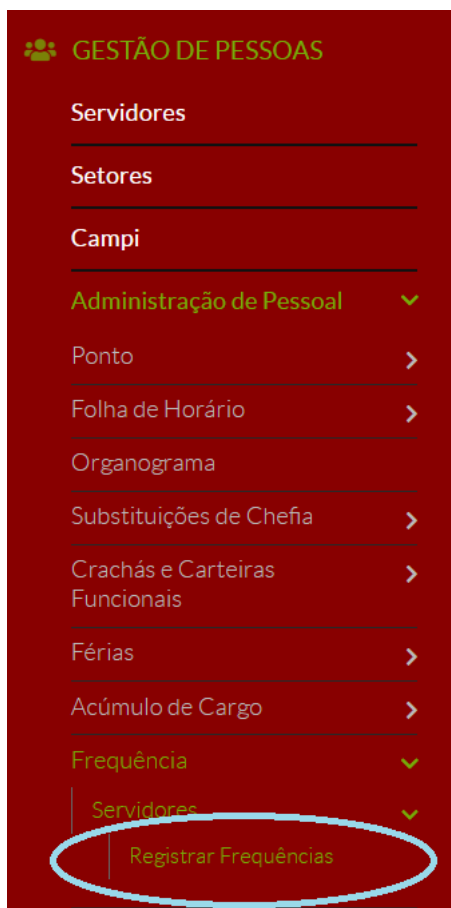 GESTÃO DE PESSOAS
Servidores
Setores
Campi
Administração de Pessoal
Ponto
Folha de Horário
Organograma
Substituições de Chefia
Crachás e Carteiras
Funcionais
Férias
Acúmulo de Cargo
Frequência
Servidores
Registrar Frequências